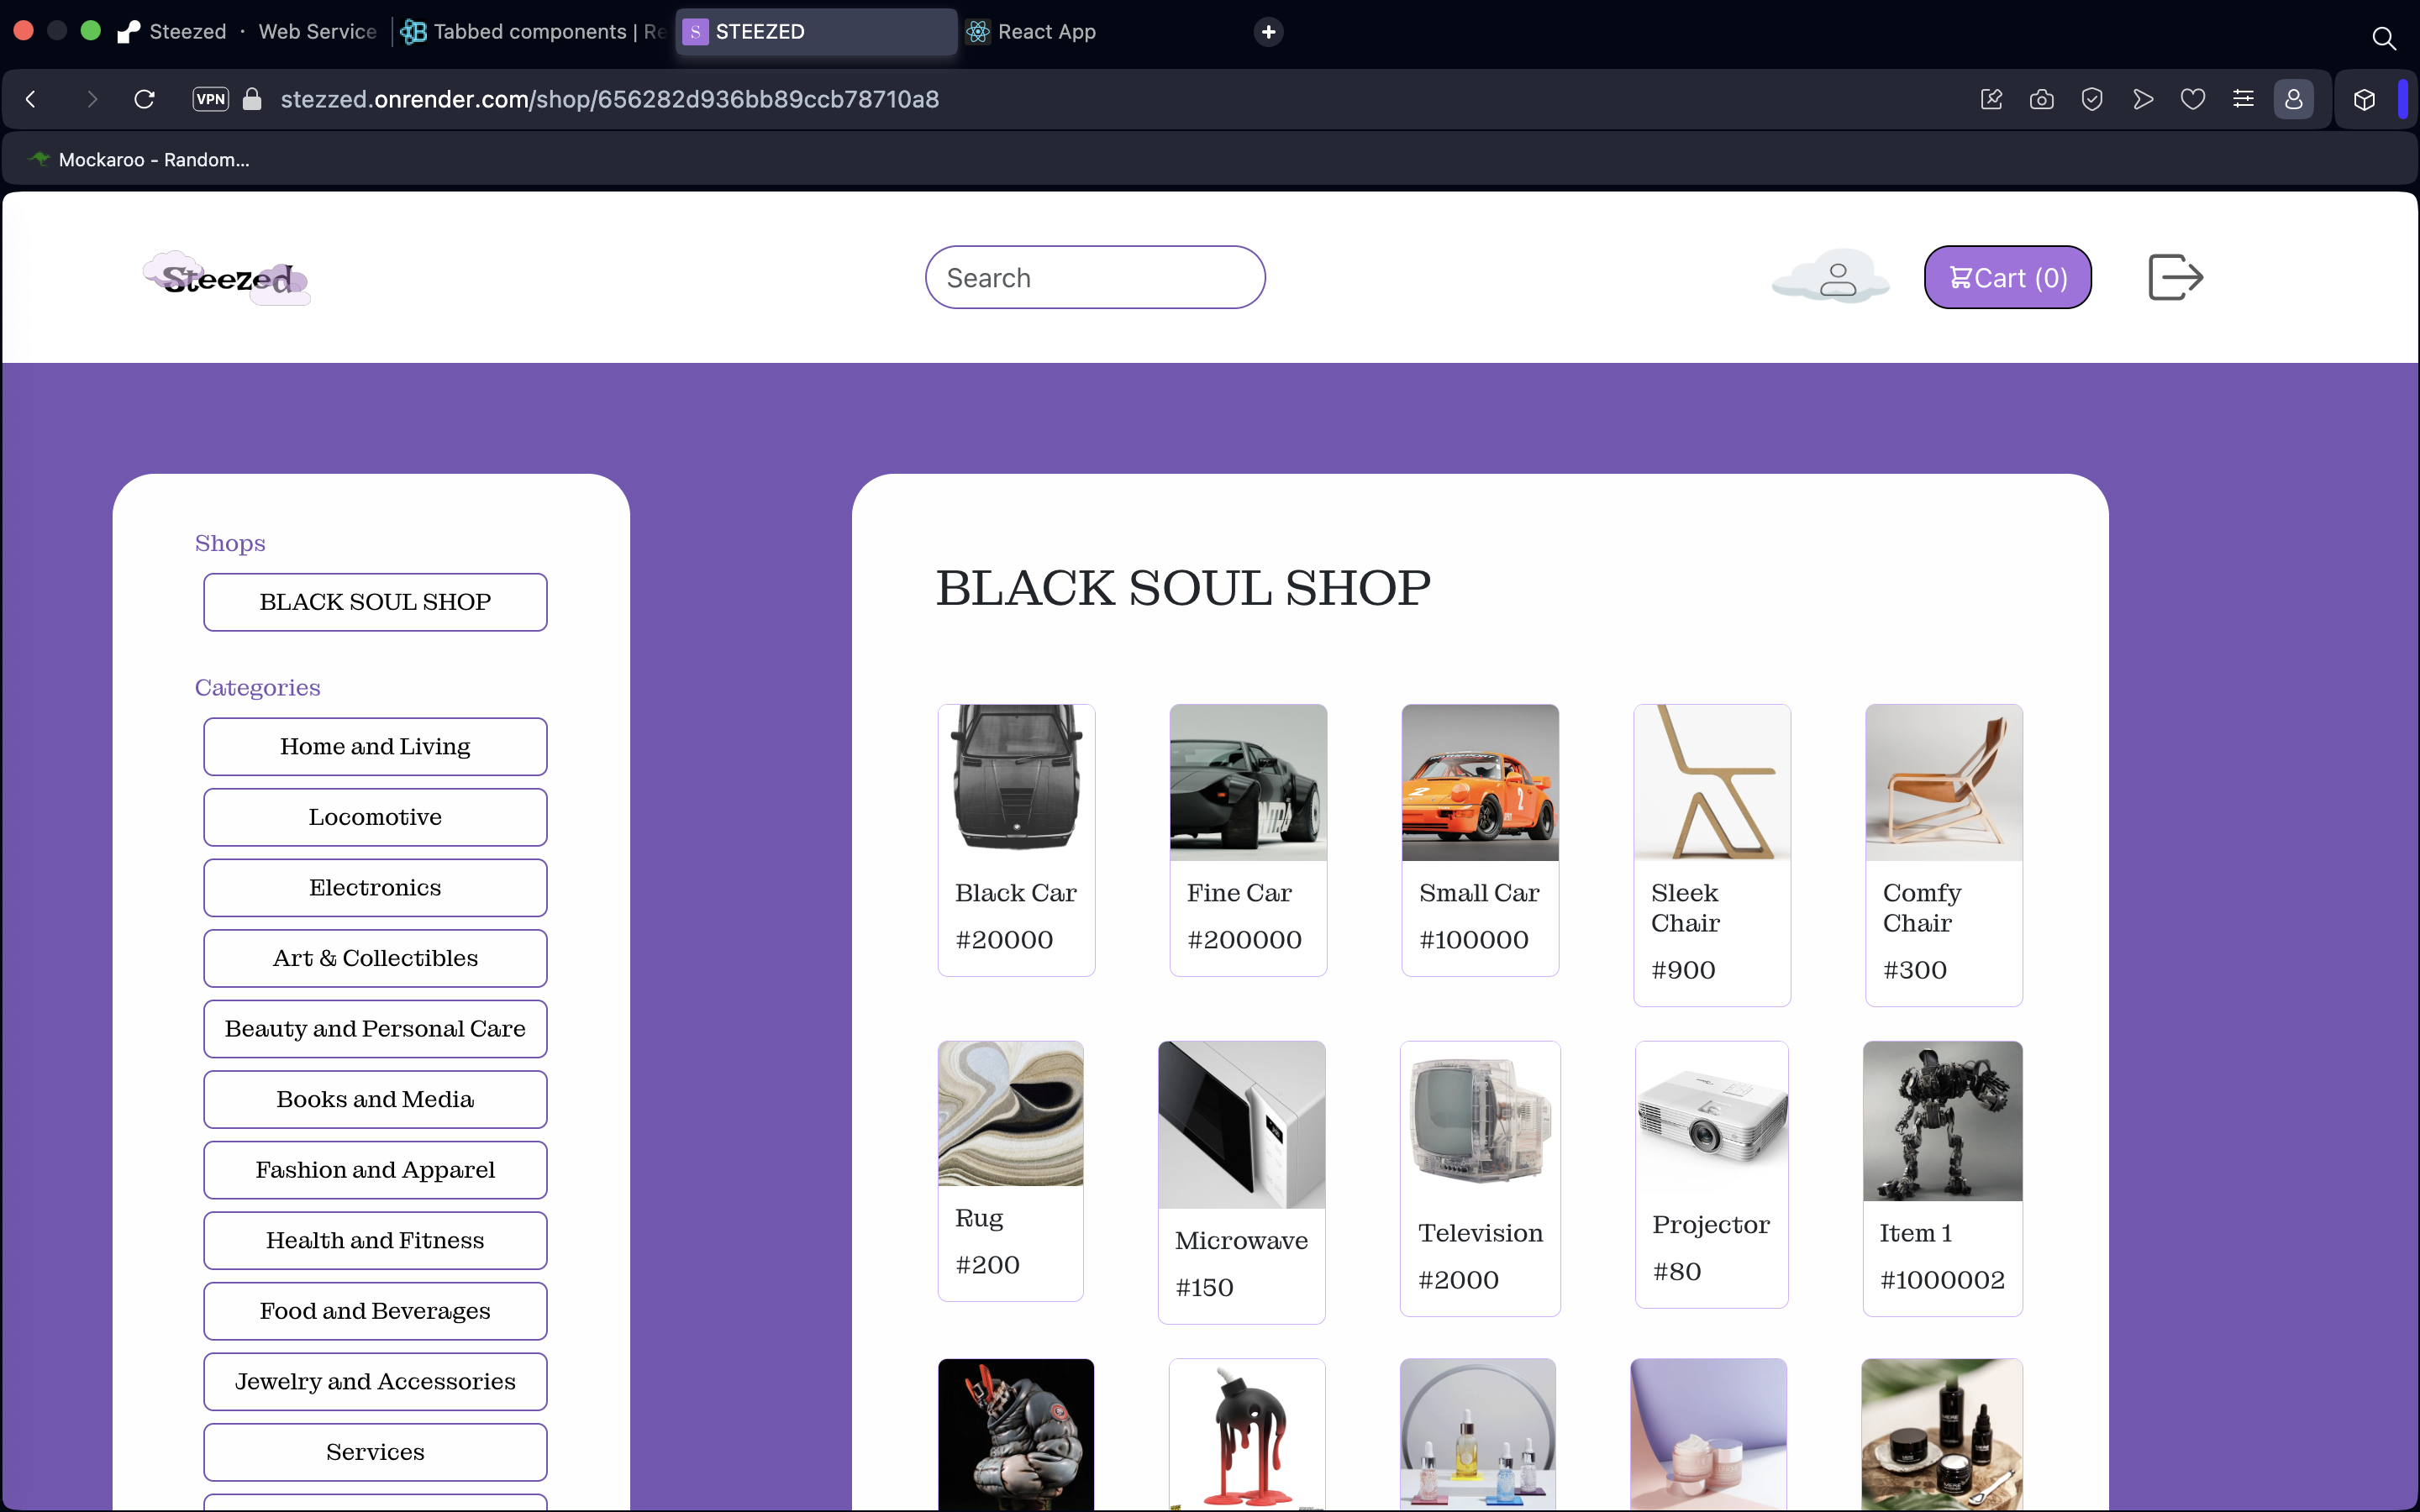 Steezed · Web Service
Tabbed components | Re
S STEEZED
React App
VPN
stezzed.onrender.com/shop/656282d936bb89ccb78710a8
Mockaroo - Random...
Steezed
Search
Cart (0)
Shops
BLACK SOUL SHOP
Categories
Home and Living
Locomotive
Electronics
Art & Collectibles
Beauty and Personal Care
Books and Media
Fashion and Apparel
Health and Fitness
Food and Beverages
Jewelry and Accessories
Services
BLACK SOUL SHOP
Black Car
#20000
Fine Car
#200000
2
2
Small Car
#100000
Sleek
Chair
#900
Comfy
Chair
#300
Rug
#200
Microwave
#150
Television
#2000
Projector
#80
Item 1
#1000002